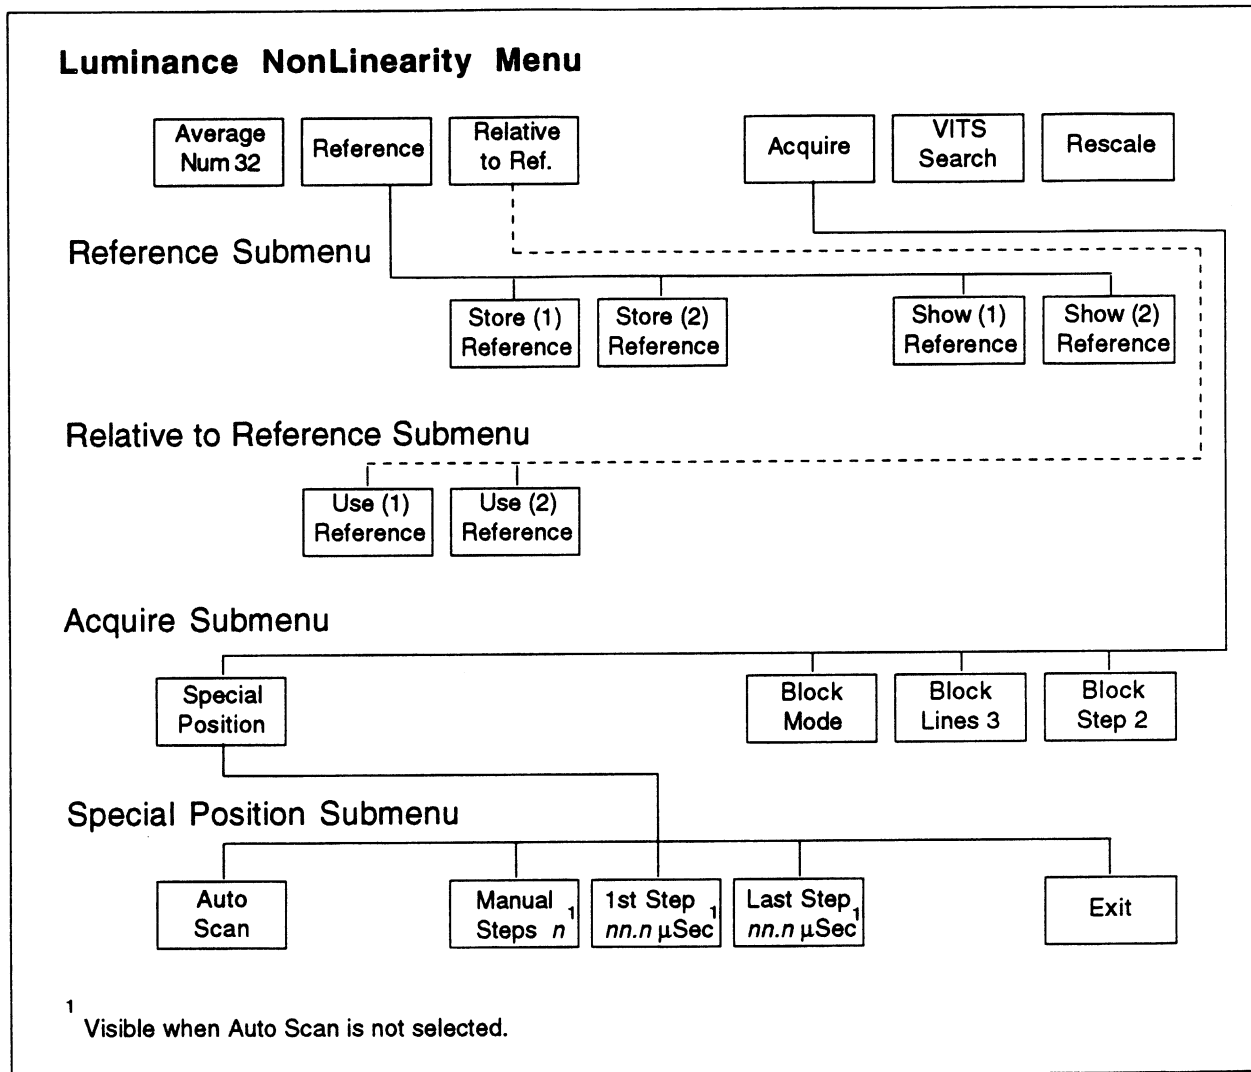 Luminance NonLinearity Menu
Average
Num 32
Reference
Relative
to Ref.
Acquire
VITS
Search
Rescale
Reference Submenu
Store (1)
Reference
Store (2)
Reference
Show (1)
Reference
Show (2)
Reference
Relative to Reference Submenu
Use (1)
Reference
Use (2)
Reference
Acquire Submenu
Special
Position
Block
Mode
Block
Lines 3
Block
Step 2
Special Position Submenu
Auto
Scan
Manual
Steps n 1
1st Step
nn.n µSec 1
Last Step
nn.n µSec 1
Exit
1 Visible when Auto Scan is not selected.